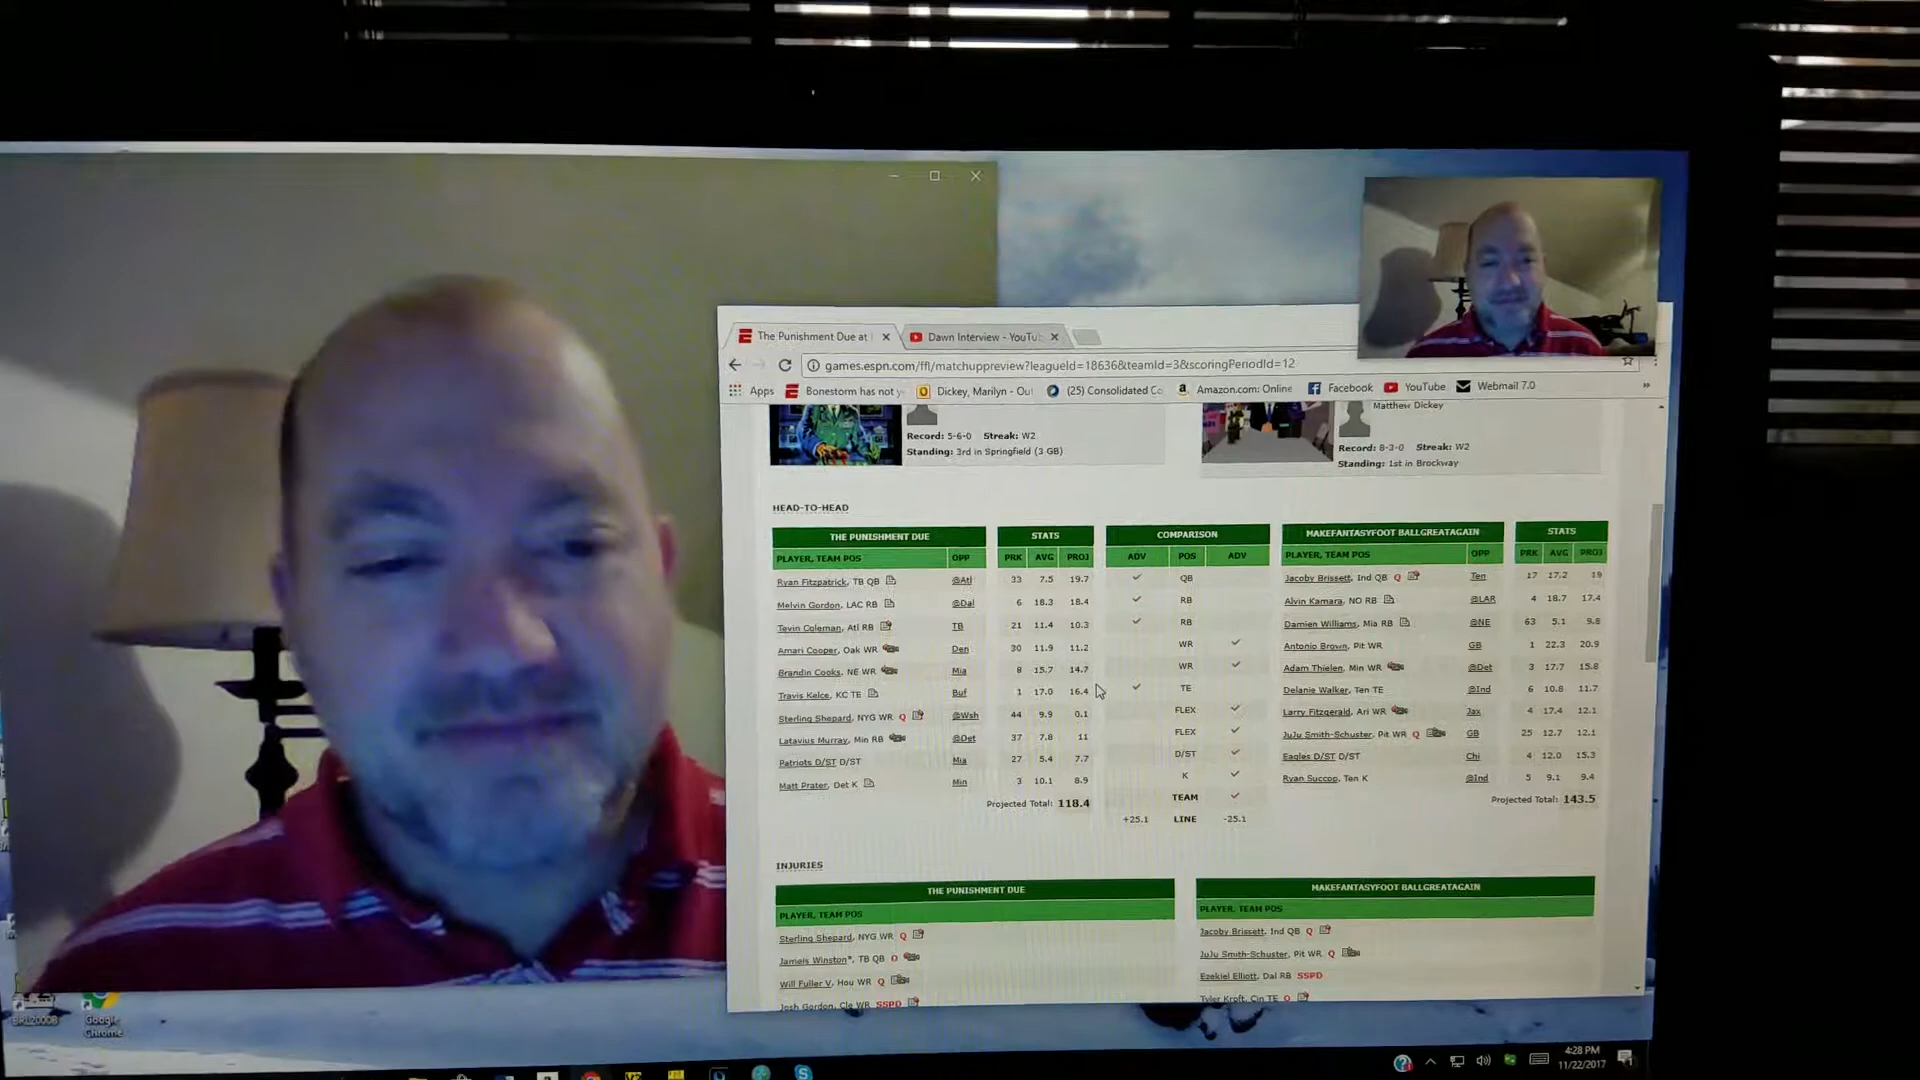 The Punishment Due at
Dawn Interview - YouTu
games.espn.com/ffl/matchuppreview?leagueId=18636&teamId=3&scoringPeriodId=12
Apps
Bonestorm has not y
Dickey, Marilyn - Ou
(25) Consolidated Co
Amazon.com: Online
Facebook
YouTube
Webmail 7.0
Record: 5-6-0 Streak: W2
Standing: 3rd in Springfield (3 GB)
Matthew Dickey
Record: 8-3-0 Streak: W2
Standing: 1st in Brockway
HEAD-TO-HEAD
THE PUNISHMENT DUE STATS COMPARISON MAKEFANTASYFOOT BALLGREATAGAIN STATS
PLAYER, TEAM POS OPP PRK AVG PROJ ADV POS ADV PLAYER, TEAM POS OPP PRK AVG PROJ
Ryan Fitzpatrick, TB QB @Atl 33 7.5 19.7 QB Jacoby Brissett, Ind QB Q Ten 17 17.2 19
Melvin Gordon, LAC RB @Dal 6 18.3 18.4 RB Alvin Kamara, NO RB @LAR 4 18.7 17.4
Tevin Coleman, Atl RB TB 21 11.4 10.3 RB Damien Williams, Mia RB @NE 63 5.1 9.8
Amari Cooper, Oak WR Den 30 11.9 11.2 WR Antonio Brown, Pit WR GB 1 22.3 20.9
Brandin Cooks, NE WR Mia 8 15.7 14.7 WR Adam Thielen, Min WR @Det 3 17.7 15.8
Travis Kelce, KC TE Buf 1 17.0 16.4 TE Delanie Walker, Ten TE @Ind 6 10.8 11.7
Sterling Shepard, NYG WR Q @Wsh 44 9.9 0.1 FLEX Larry Fitzgerald, Ari WR Jax 4 17.4 12.1
Latavius Murray, Min RB @Det 37 7.8 11 FLEX JuJu Smith-Schuster, Pit WR Q GB 25 12.7 12.1
Patriots D/ST D/ST Mia 27 5.4 7.7 D/ST Eagles D/ST D/ST Chi 4 12.0 15.3
Matt Prater, Det K Min 3 10.1 8.9 K Ryan Succop, Ten K @Ind 5 9.1 9.4
Projected Total: 118.4 TEAM Projected Total: 143.5
+25.1 LINE -25.1
INJURIES
THE PUNISHMENT DUE MAKEFANTASYFOOT BALLGREATAGAIN
PLAYER, TEAM POS PLAYER, TEAM POS
Sterling Shepard, NYG WR Q Jacoby Brissett, Ind QB Q
Jameis Winston*, TB QB O JuJu Smith-Schuster, Pit WR Q
Will Fuller V, Hou WR Q Ezekiel Elliott, Dal RB SSPD
Josh Gordon, Cle WR SSPD Tyler Kroft, Cin TE Q
Google
Chrome
4:28 PM
11/22/2017